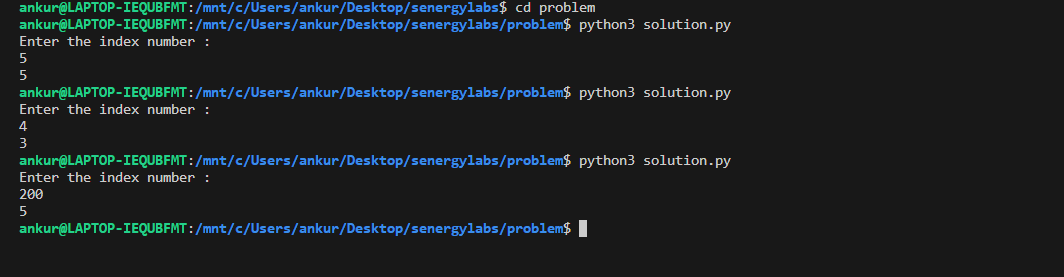 ankur@LAPTOP-IEQUBFMT:/mnt/c/Users/ankur/Desktop/senergylabs$ cd problem
ankur@LAPTOP-IEQUBFMT:/mnt/c/Users/ankur/Desktop/senergylabs/problem$ python3 solution.py
Enter the index number :
5
5
ankur@LAPTOP-IEQUBFMT:/mnt/c/Users/ankur/Desktop/senergylabs/problem$ python3 solution.py
Enter the index number :
4
3
ankur@LAPTOP-IEQUBFMT:/mnt/c/Users/ankur/Desktop/senergylabs/problem$ python3 solution.py
Enter the index number :
200
5
ankur@LAPTOP-IEQUBFMT:/mnt/c/Users/ankur/Desktop/senergylabs/problem$